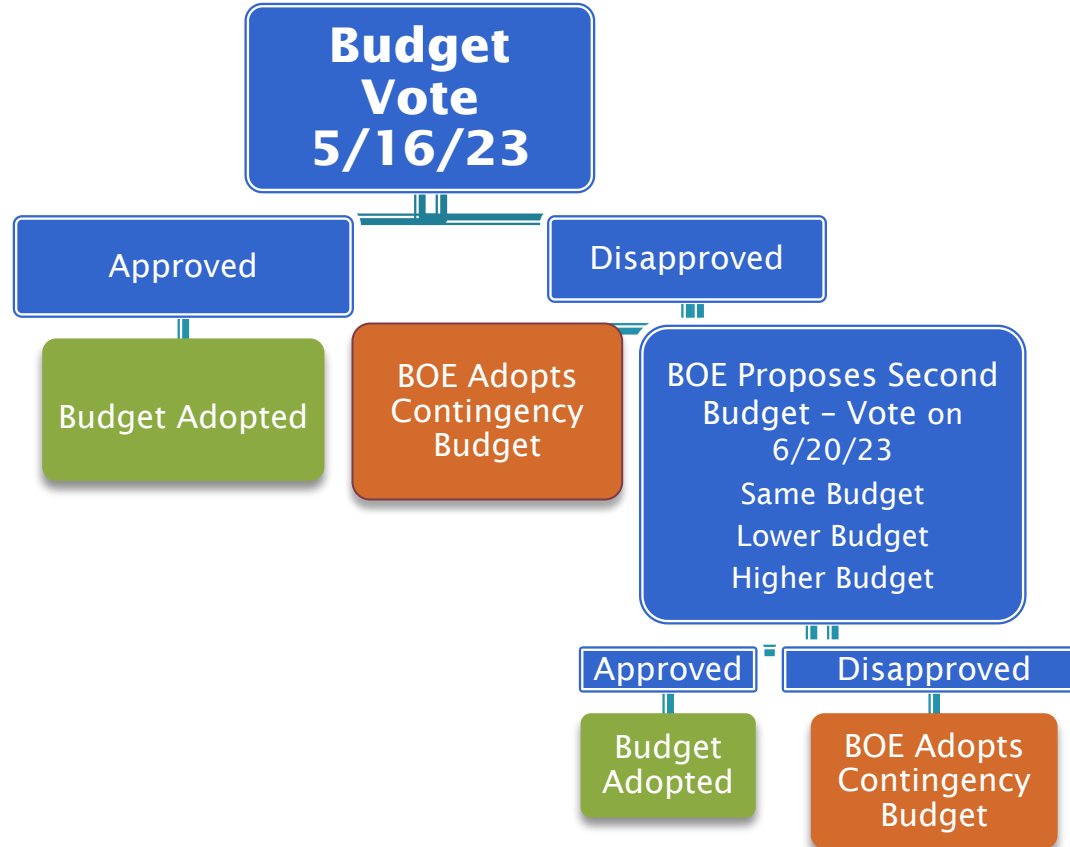 Budget
Vote
5/16/23
Approved
Disapproved
Budget Adopted
BOE Adopts
Contingency
Budget
BOE Proposes Second
Budget – Vote on
6/20/23
Same Budget
Lower Budget
Higher Budget
Approved
Disapproved
Budget
Adopted
BOE Adopts
Contingency
Budget